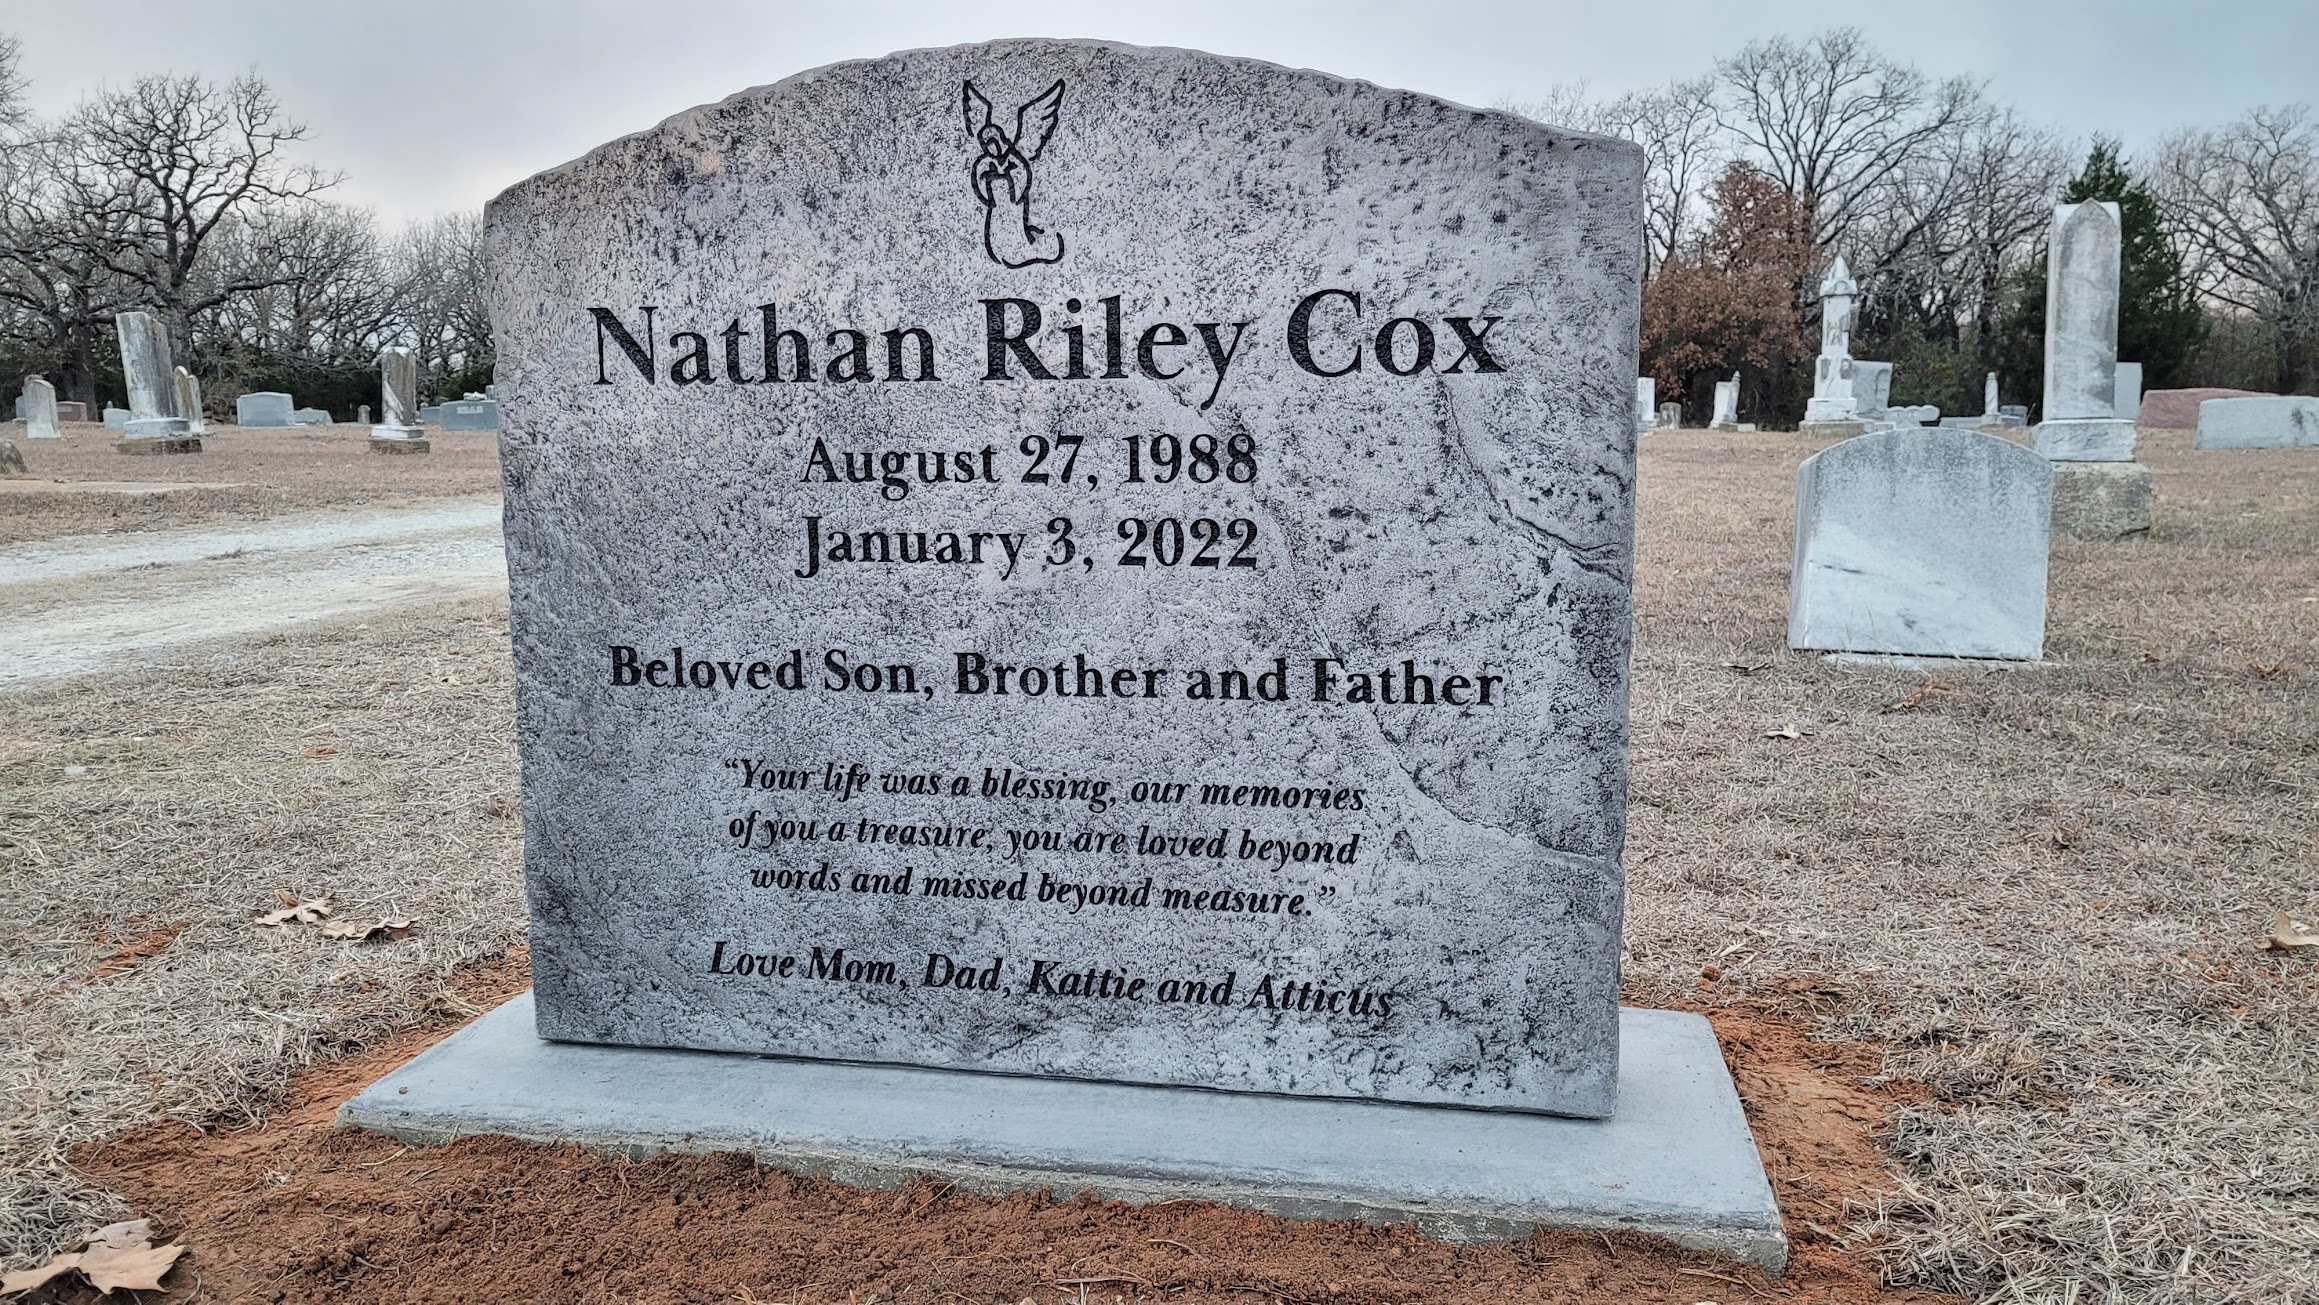 Nathan Riley Cox
August 27, 1988
January 3, 2022
Beloved Son, Brother and Father
“Your life was a blessing, our memories
of you a treasure, you are loved beyond
words and missed beyond measure.”
Love Mom, Dad, Kattie and Atticus